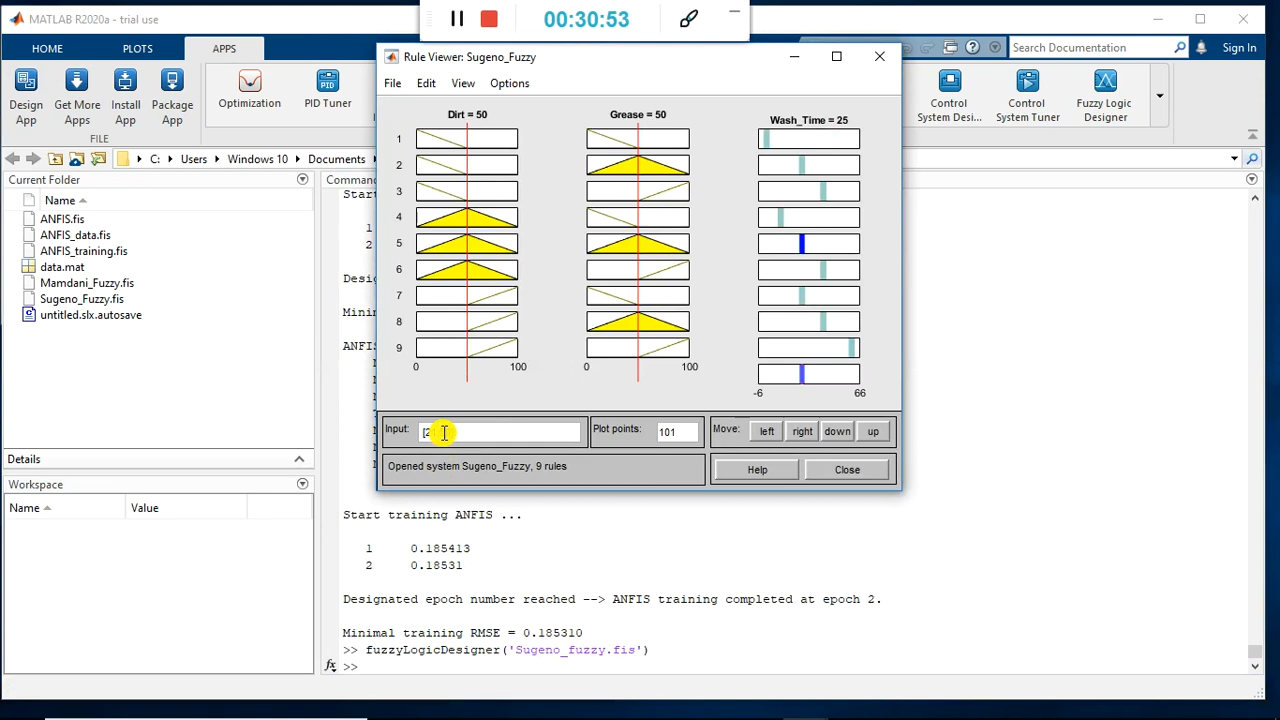 MATLAB R2020a - trial use
00:30:53
HOME
PLOTS
APPS
Search Documentation
Sign In
Design
App
Get More
Apps
Install
App
Package
App
Optimization
PID Tuner
Control
System Desi...
Control
System Tuner
Fuzzy Logic
Designer
FILE
C:
Users
Windows 10
Documents
Current Folder
Name
ANFIS.fis
ANFIS_data.fis
ANFIS_training.fis
data.mat
Mamdani_Fuzzy.fis
Sugeno_Fuzzy.fis
untitled.slx.autosave
Details
Workspace
Name
Value
Rule Viewer: Sugeno_Fuzzy
File
Edit
View
Options
Dirt = 50
Grease = 50
Wash_Time = 25
1
2
3
4
5
6
7
8
9
0
100
0
100
-6
66
Input:
Plot points:
101
Move:
left
right
down
up
Opened system Sugeno_Fuzzy, 9 rules
Help
Close
1
2
Start training ANFIS ...
1 0.185413
2 0.18531
Designated epoch number reached --> ANFIS training completed at epoch 2.
Minimal training RMSE = 0.185310
>> fuzzyLogicDesigner('Sugeno_fuzzy.fis')
fx >>